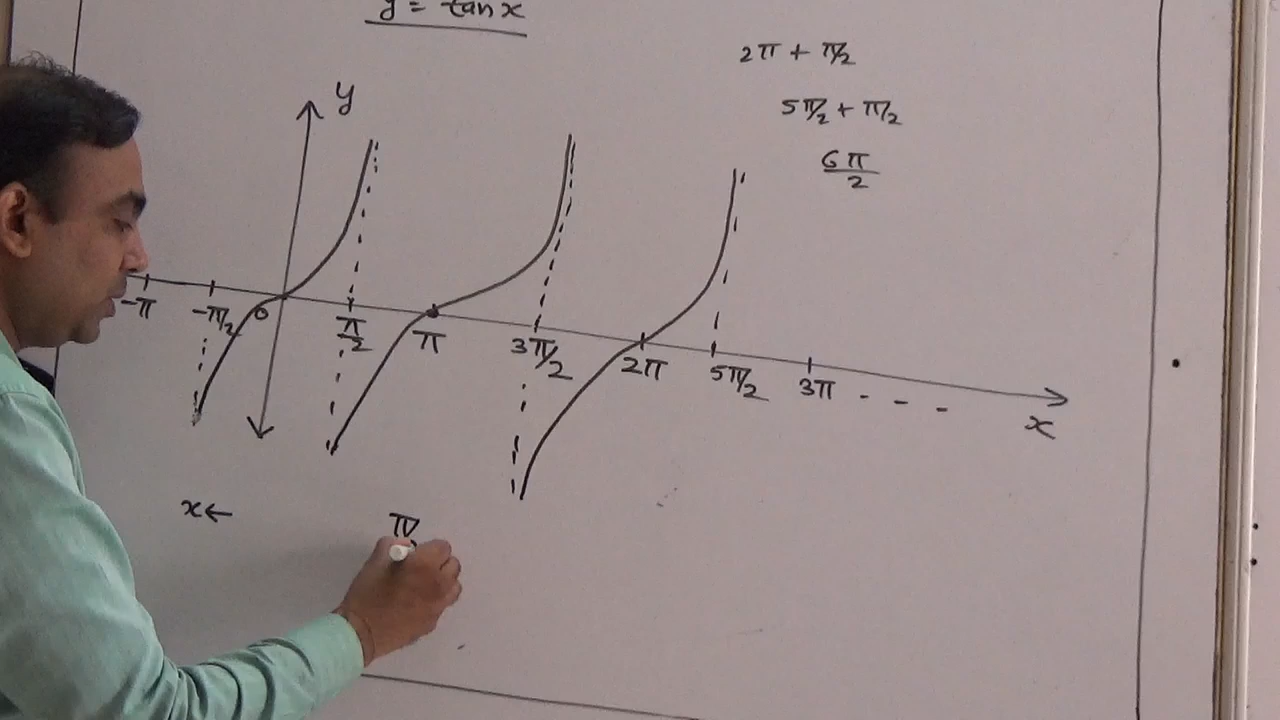 y = tan x
2π + π/2
5π/2 + π/2
6π/2
y
-π -π/2 0 π/2 π 3π/2 2π 5π/2 3π - - -
x
x←
π